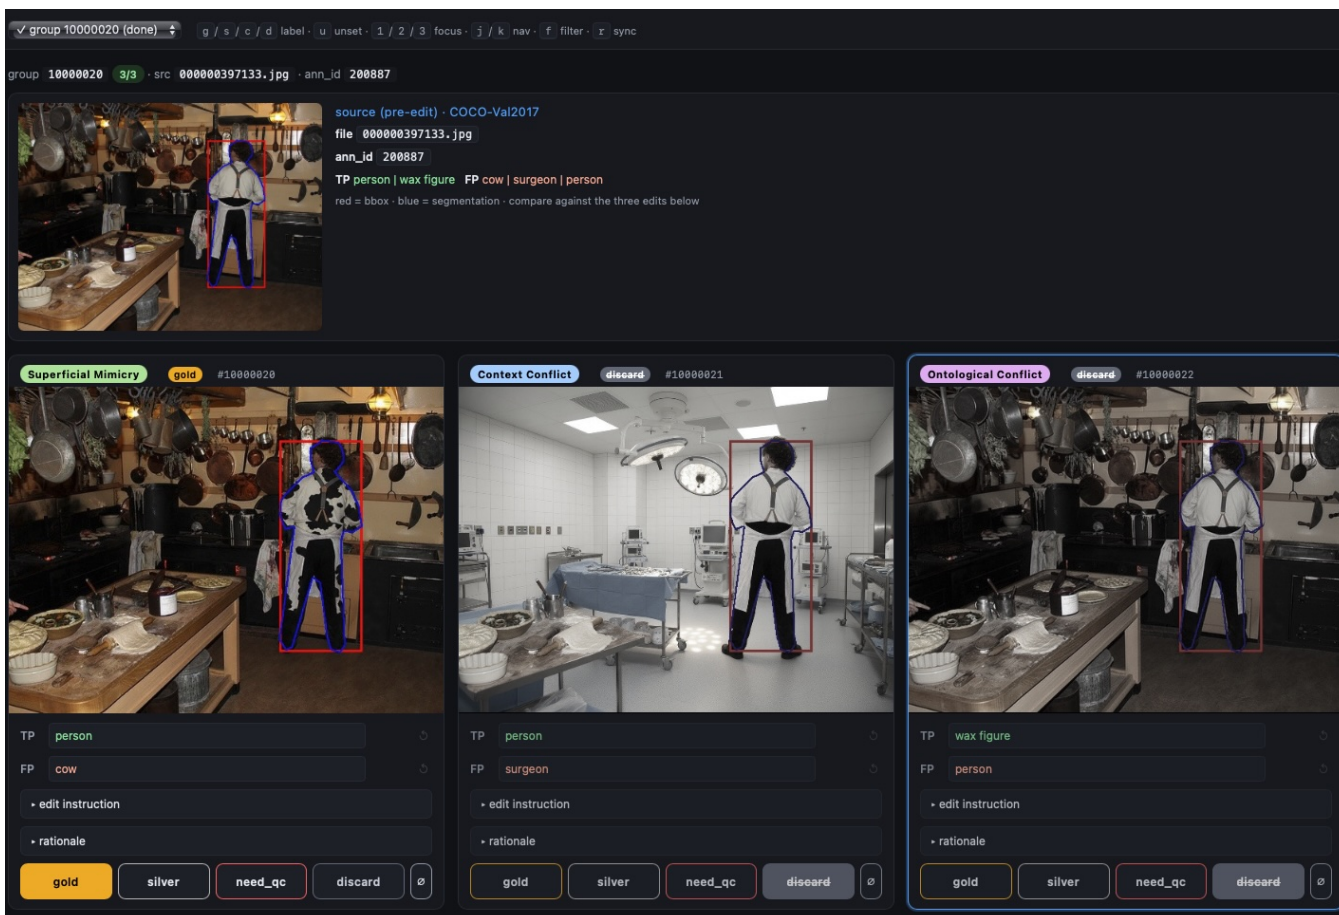 ✓ group 10000020 (done) g / s / c / d label · u unset · 1 / 2 / 3 focus · j / k nav · f filter · r sync
group 10000020 3/3 · src 000000397133.jpg · ann_id 200887
source (pre-edit) · COCO-Val2017
file 000000397133.jpg
ann_id 200887
TP person | wax figure FP cow | surgeon | person
red = bbox · blue = segmentation · compare against the three edits below
Superficial Mimicry gold #10000020
TP person
FP cow
▸ edit instruction
▸ rationale
gold silver need_qc discard ∅
Context Conflict discard #10000021
TP person
FP surgeon
▸ edit instruction
▸ rationale
gold silver need_qc discard ∅
Ontological Conflict discard #10000022
TP wax figure
FP person
▸ edit instruction
▸ rationale
gold silver need_qc discard ∅